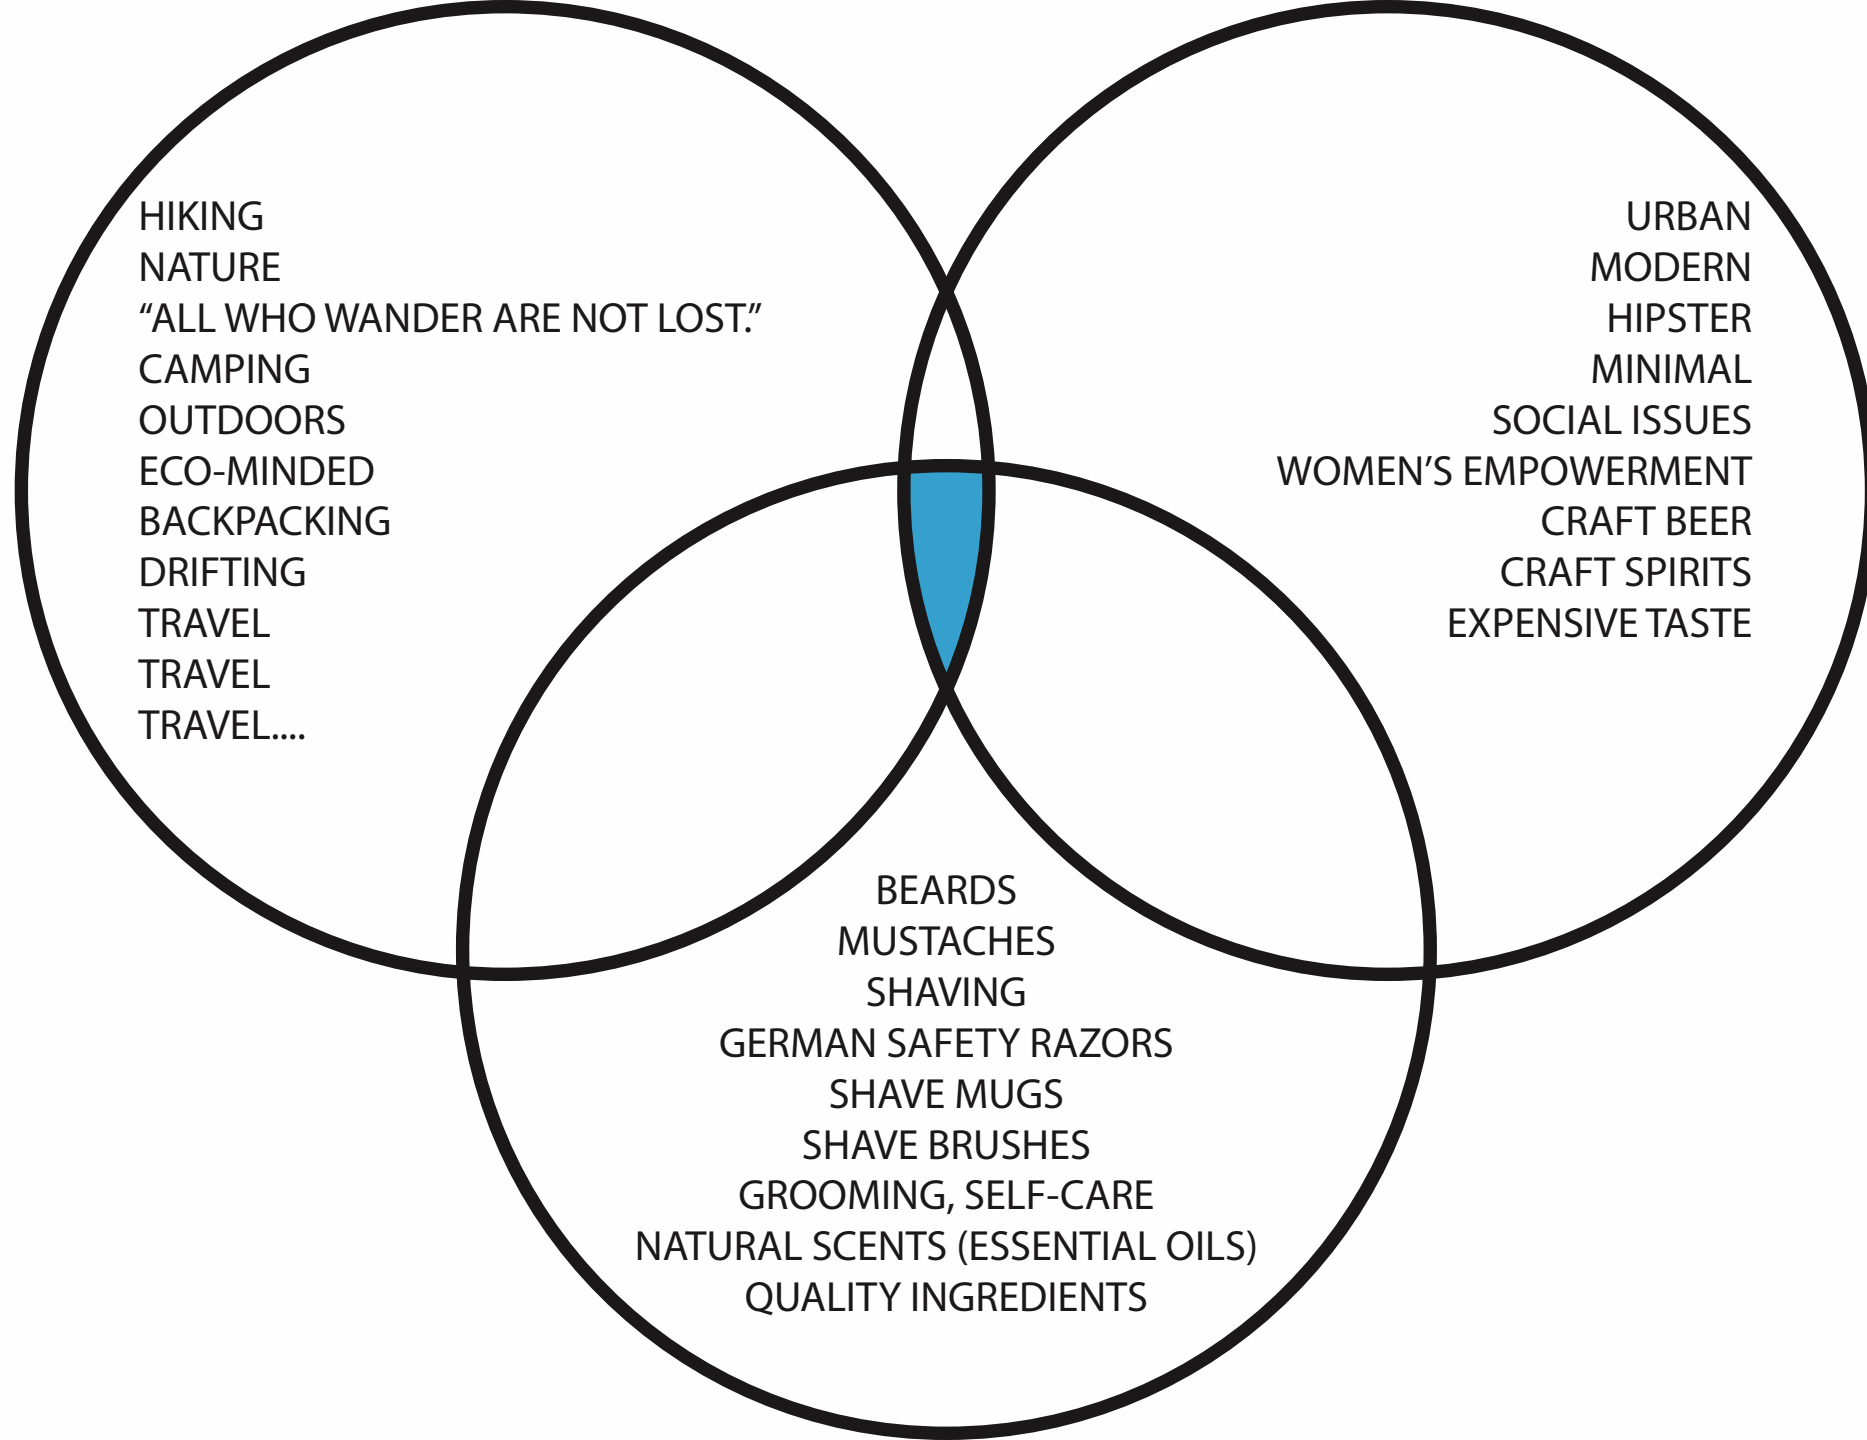 HIKING
NATURE
“ALL WHO WANDER ARE NOT LOST.”
CAMPING
OUTDOORS
ECO-MINDED
BACKPACKING
DRIFTING
TRAVEL
TRAVEL
TRAVEL....
URBAN
MODERN
HIPSTER
MINIMAL
SOCIAL ISSUES
WOMEN’S EMPOWERMENT
CRAFT BEER
CRAFT SPIRITS
EXPENSIVE TASTE
BEARDS
MUSTACHES
SHAVING
GERMAN SAFETY RAZORS
SHAVE MUGS
SHAVE BRUSHES
GROOMING, SELF-CARE
NATURAL SCENTS (ESSENTIAL OILS)
QUALITY INGREDIENTS